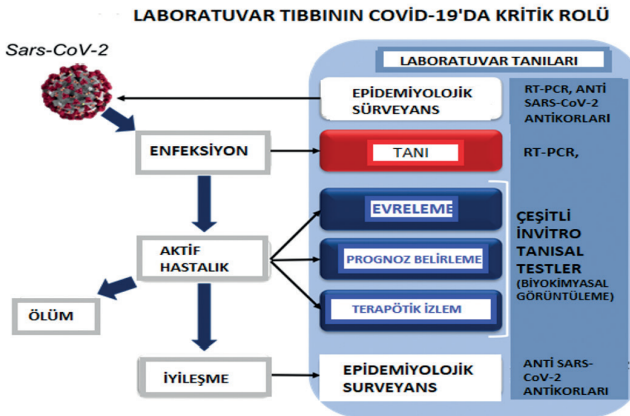 LABORATUVAR TIBBININ COVİD-19'DA KRİTİK ROLÜ
Sars-CoV-2
LABORATUVAR TANILARI
EPİDEMİYOLOJİK
SÜRVEYANS
RT-PCR, ANTİ
SARS-CoV-2
ANTİKORLARI
ENFEKSİYON
TANI
RT-PCR,
EVRELEME
AKTİF
HASTALIK
PROGNOZ BELİRLEME
TERAPÖTİK İZLEM
ÇEŞİTLİ
İNVİTRO
TANISAL
TESTLER
(BİYOKİMYASAL
GÖRÜNTÜLEME)
ÖLÜM
İYİLEŞME
EPİDEMİYOLOJİK
SURVEYANS
ANTİ SARS-
CoV-2
ANTİKORLARI